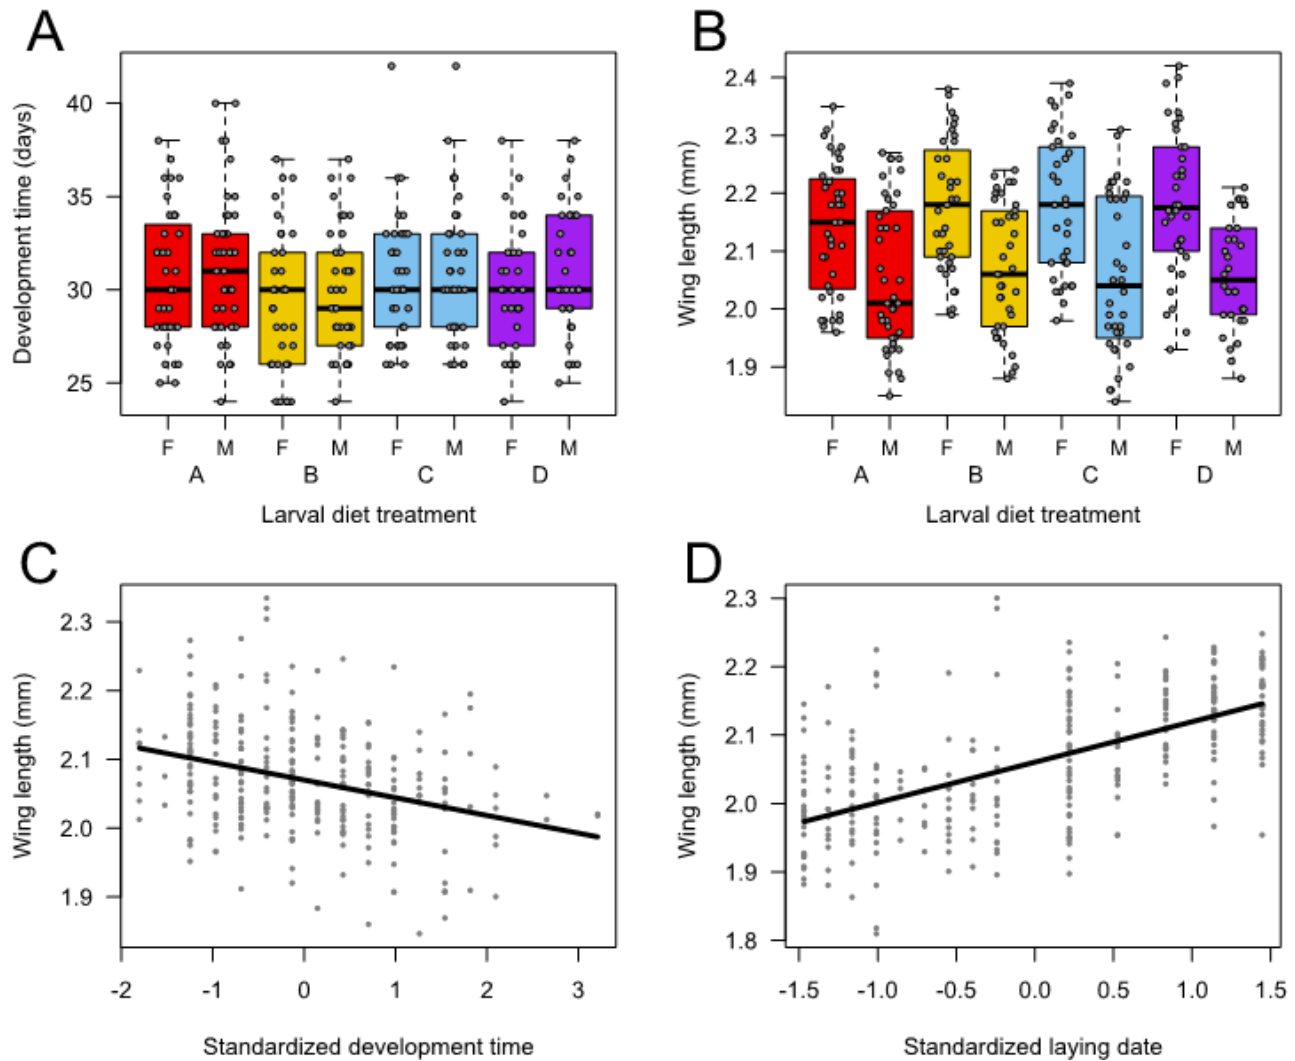 A
Development time (days)
40
35
30
25
F M F M F M F M
A B C D
Larval diet treatment
B
Wing length (mm)
2.4
2.3
2.2
2.1
2.0
1.9
F M F M F M F M
A B C D
Larval diet treatment
C
Wing length (mm)
2.3
2.2
2.1
2.0
1.9
-2 -1 0 1 2 3
Standardized development time
D
Wing length (mm)
2.3
2.2
2.1
2.0
1.9
1.8
-1.5 -1.0 -0.5 0.0 0.5 1.0 1.5
Standardized laying date